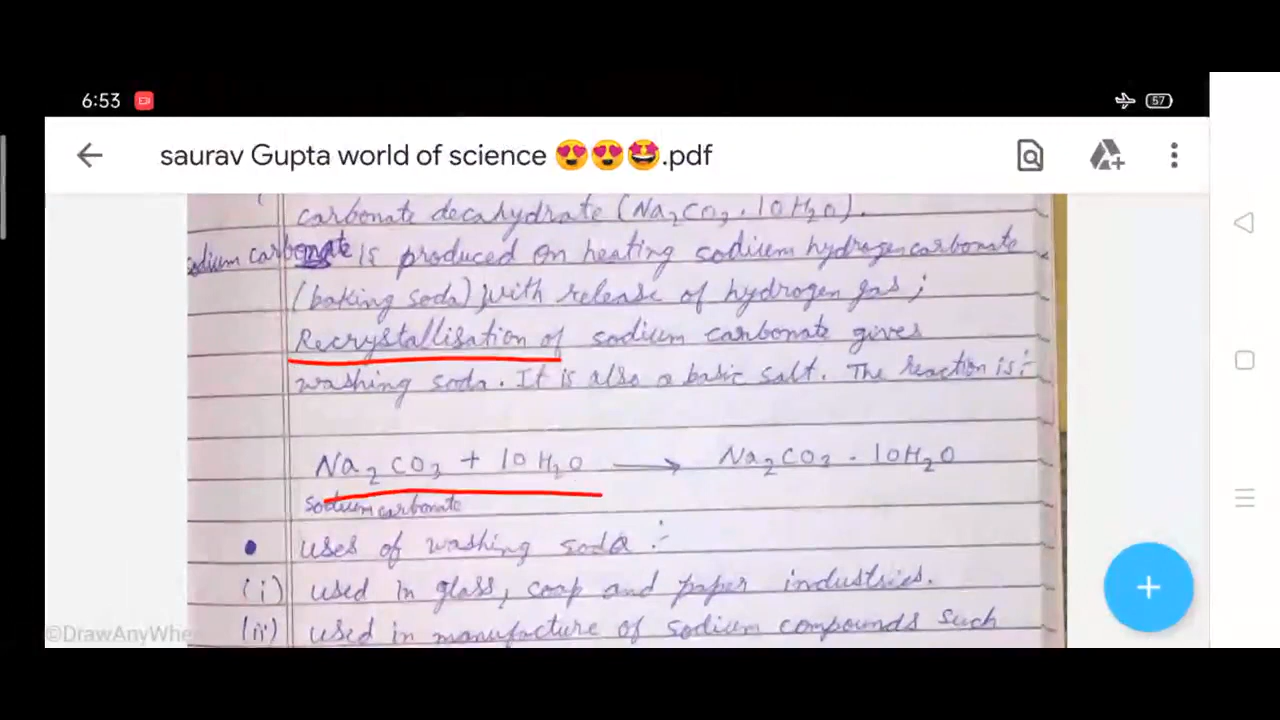 6:53
57
saurav Gupta world of science 😍😍🤩.pdf
carbonate decahydrate (Na₂CO₃.10H₂O).
sodium carbonate is produced on heating sodium hydrogencarbonate
(baking soda) with release of hydrogen gas;
Recrystallisation of sodium carbonate gives
washing soda. It is also a basic salt. The reaction is:-
Na₂CO₃ + 10H₂O → Na₂CO₃ . 10H₂O
sodium carbonate
• uses of washing soda :-
(i) used in glass, soap and paper industries.
(ii) used in manufacture of sodium compounds such
©DrawAnyWhe